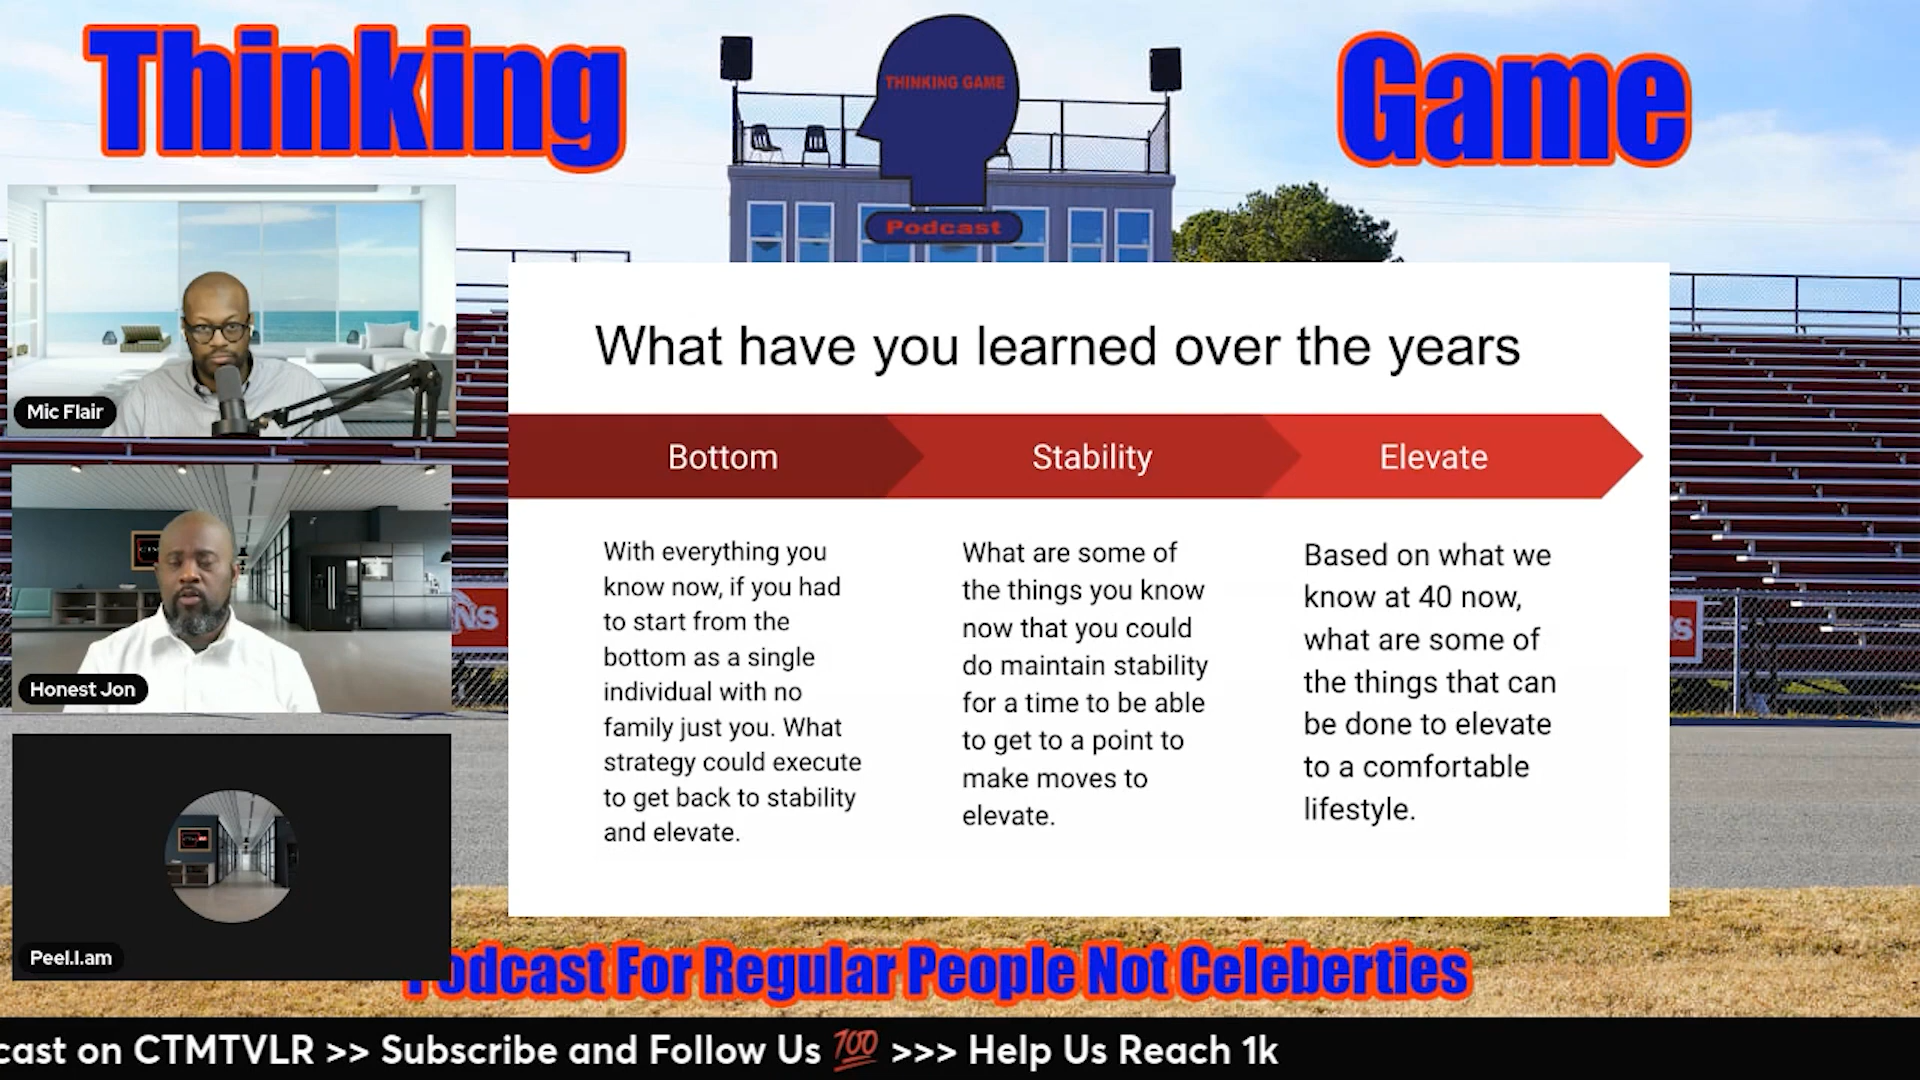 Thinking
Game
THINKING GAME
Podcast
What have you learned over the years
Bottom
Stability
Elevate
With everything you
know now, if you had
to start from the
bottom as a single
individual with no
family just you. What
strategy could execute
to get back to stability
and elevate.
What are some of
the things you know
now that you could
do maintain stability
for a time to be able
to get to a point to
make moves to
elevate.
Based on what we
know at 40 now,
what are some of
the things that can
be done to elevate
to a comfortable
lifestyle.
Mic Flair
Honest Jon
Peel.I.am
Podcast For Regular People Not Celeberties
cast on CTMTVLR >> Subscribe and Follow Us 💯 >>> Help Us Reach 1k